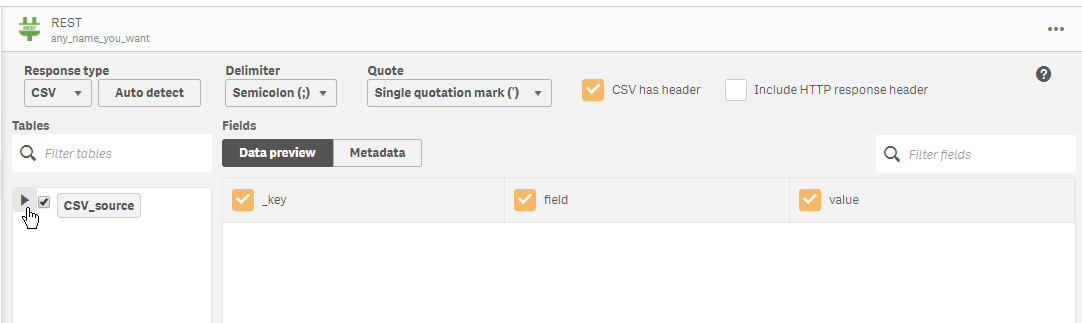 REST
REST
any_name_you_want
Response type
Delimiter
Quote
CSV
Auto detect
Semicolon (;)
Single quotation mark (')
CSV has header
Include HTTP response header
?
Tables
Fields
Filter tables
Data preview
Metadata
Filter fields
CSV_source
_key
field
value